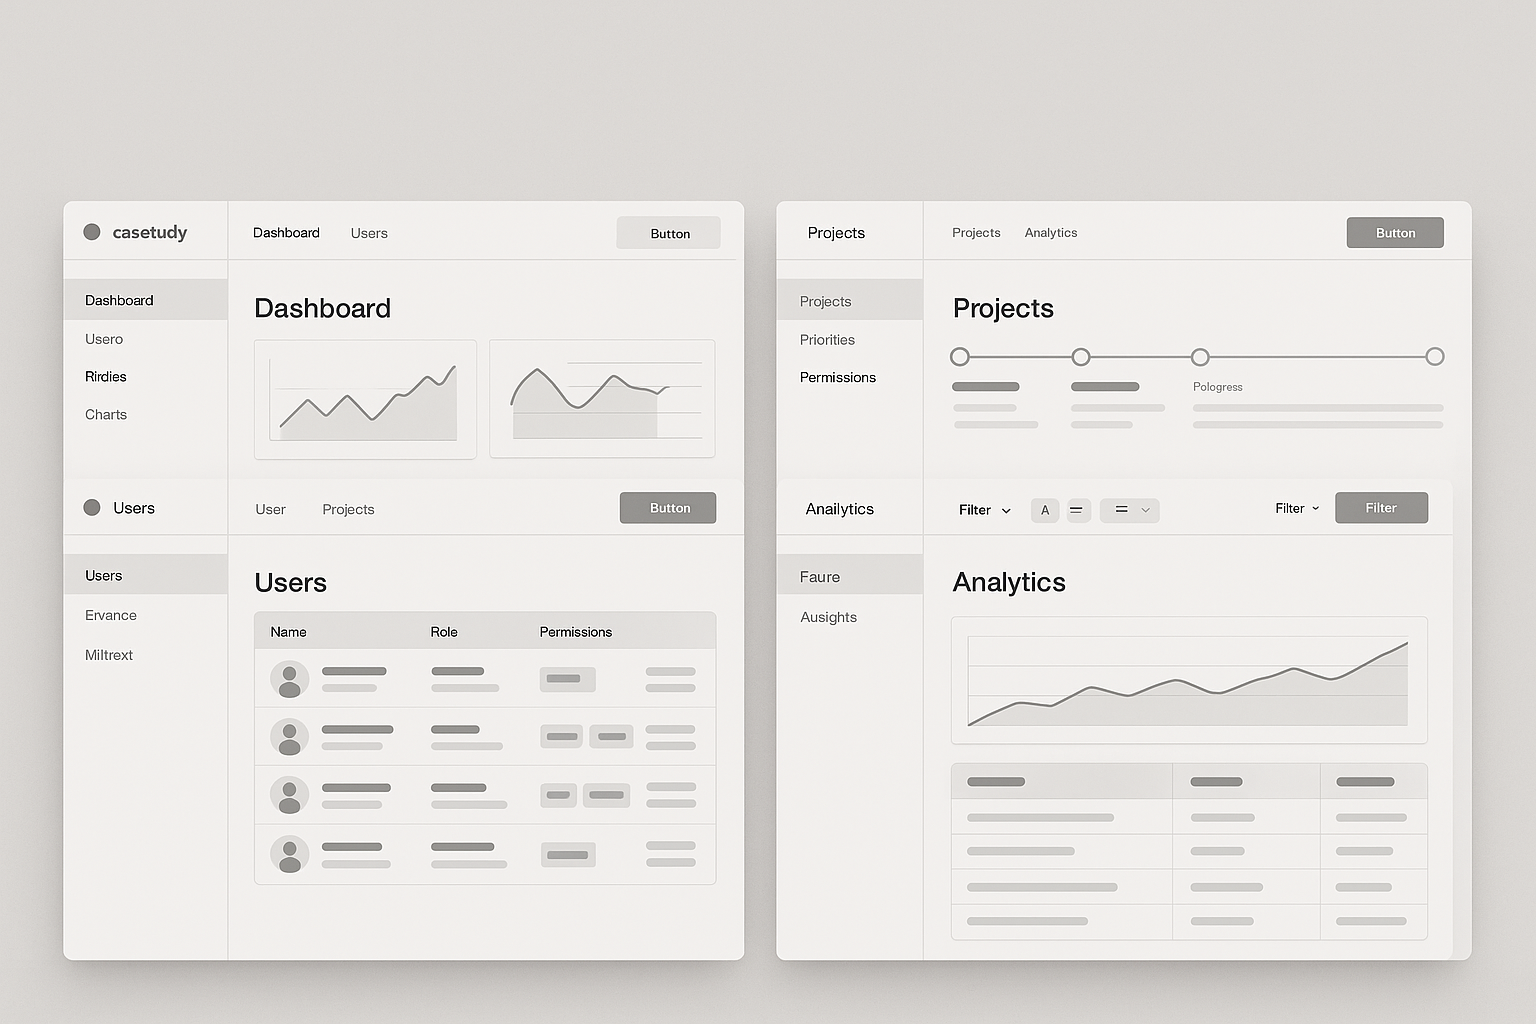 casetudy
Dashboard Users
Button
Dashboard
Usero
Rirdies
Charts
Dashboard
Users
User Projects
Button
Users
Ervance
Miltrext
Users
Name Role Permissions
Projects
Projects Analytics
Button
Projects
Priorities
Permissions
Projects
Pologress
Anailytics
Filter A
Filter
Filter
Faure
Ausights
Analytics